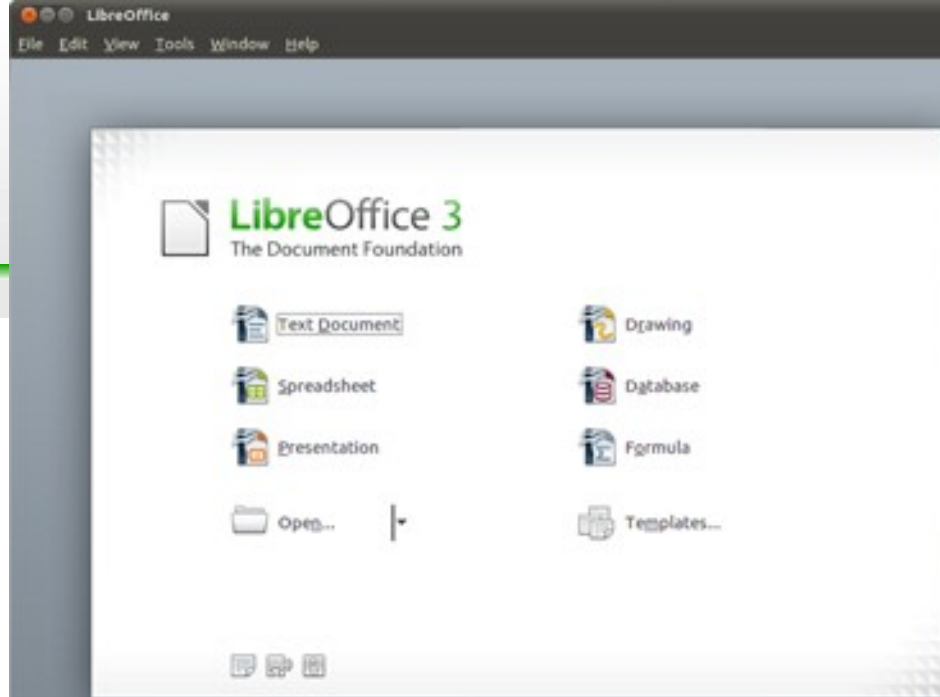 LibreOffice
File Edit View Tools Window Help
LibreOffice 3
The Document Foundation
Text Document
Drawing
Spreadsheet
Database
Presentation
Formula
Open...
Templates...